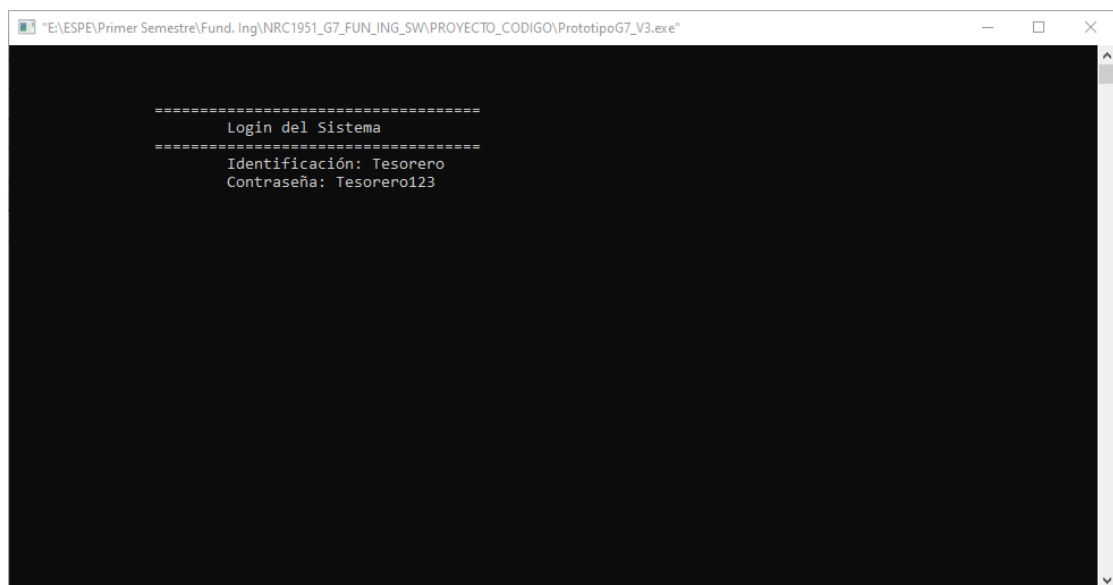 "E:\ESPE\Primer Semestre\Fund. Ing\NRC1951_G7_FUN_ING_SW\PROYECTO_CODIGO\PrototipoG7_V3.exe"
====================================
Login del Sistema
====================================
Identificación: Tesorero
Contraseña: Tesorero123